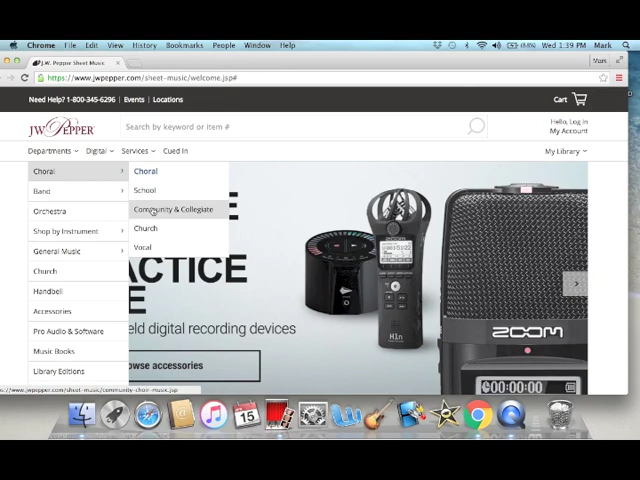 Chrome File Edit View History Bookmarks People Window Help Wed 1:39 PM Mark
J.W. Pepper Sheet Music Mark
https://www.jwpepper.com/sheet-music/welcome.jsp#
Need Help? 1-800-345-6296 | Events | Locations Cart
JW PEPPER Search by keyword or item # Hello, Log In
My Account
Departments Digital Services Cued In My Library
Choral
Band
Orchestra
Shop by Instrument
General Music
Church
Handbell
Accessories
Pro Audio & Software
Music Books
Library Editions
Choral
School
Community & Collegiate
Church
Vocal
ACTICE
eld digital recording devices
owse accessories
H1n
zoom
00:00:00
s://www.jwpepper.com/sheet-music/community-choir-music.jsp
15